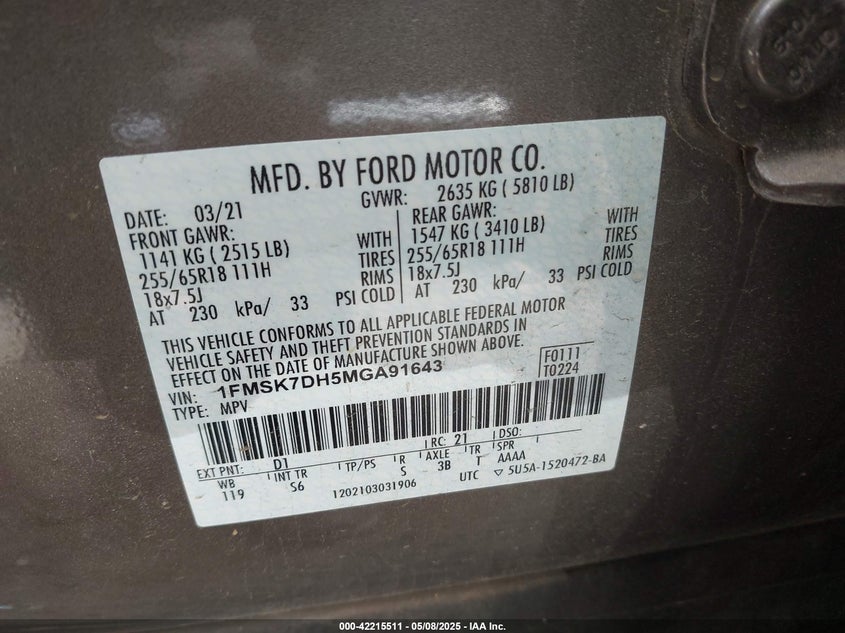 MFD. BY FORD MOTOR CO.
DATE: 03/21
GVWR: 2635 KG ( 5810 LB)
FRONT GAWR:
1141 KG ( 2515 LB) WITH
255/65R18 111H TIRES
18x7.5J RIMS
AT 230 kPa/ 33 PSI COLD
REAR GAWR:
1547 KG ( 3410 LB) WITH
255/65R18 111H TIRES
18x7.5J RIMS
AT 230 kPa/ 33 PSI COLD
THIS VEHICLE CONFORMS TO ALL APPLICABLE FEDERAL MOTOR
VEHICLE SAFETY AND THEFT PREVENTION STANDARDS IN
EFFECT ON THE DATE OF MANUFACTURE SHOWN ABOVE.
VIN: 1FMSK7DH5MGA91643
TYPE: MPV
F0111
T0224
RC: 21 DSO:
EXT PNT: D1
WB INT TR TP/PS R AXLE TR SPR
119 S6 S 3B T AAAA
1202103031906
UTC ▽ 5U5A-1520472-BA
000-42215511 - 05/08/2025 - IAA Inc.